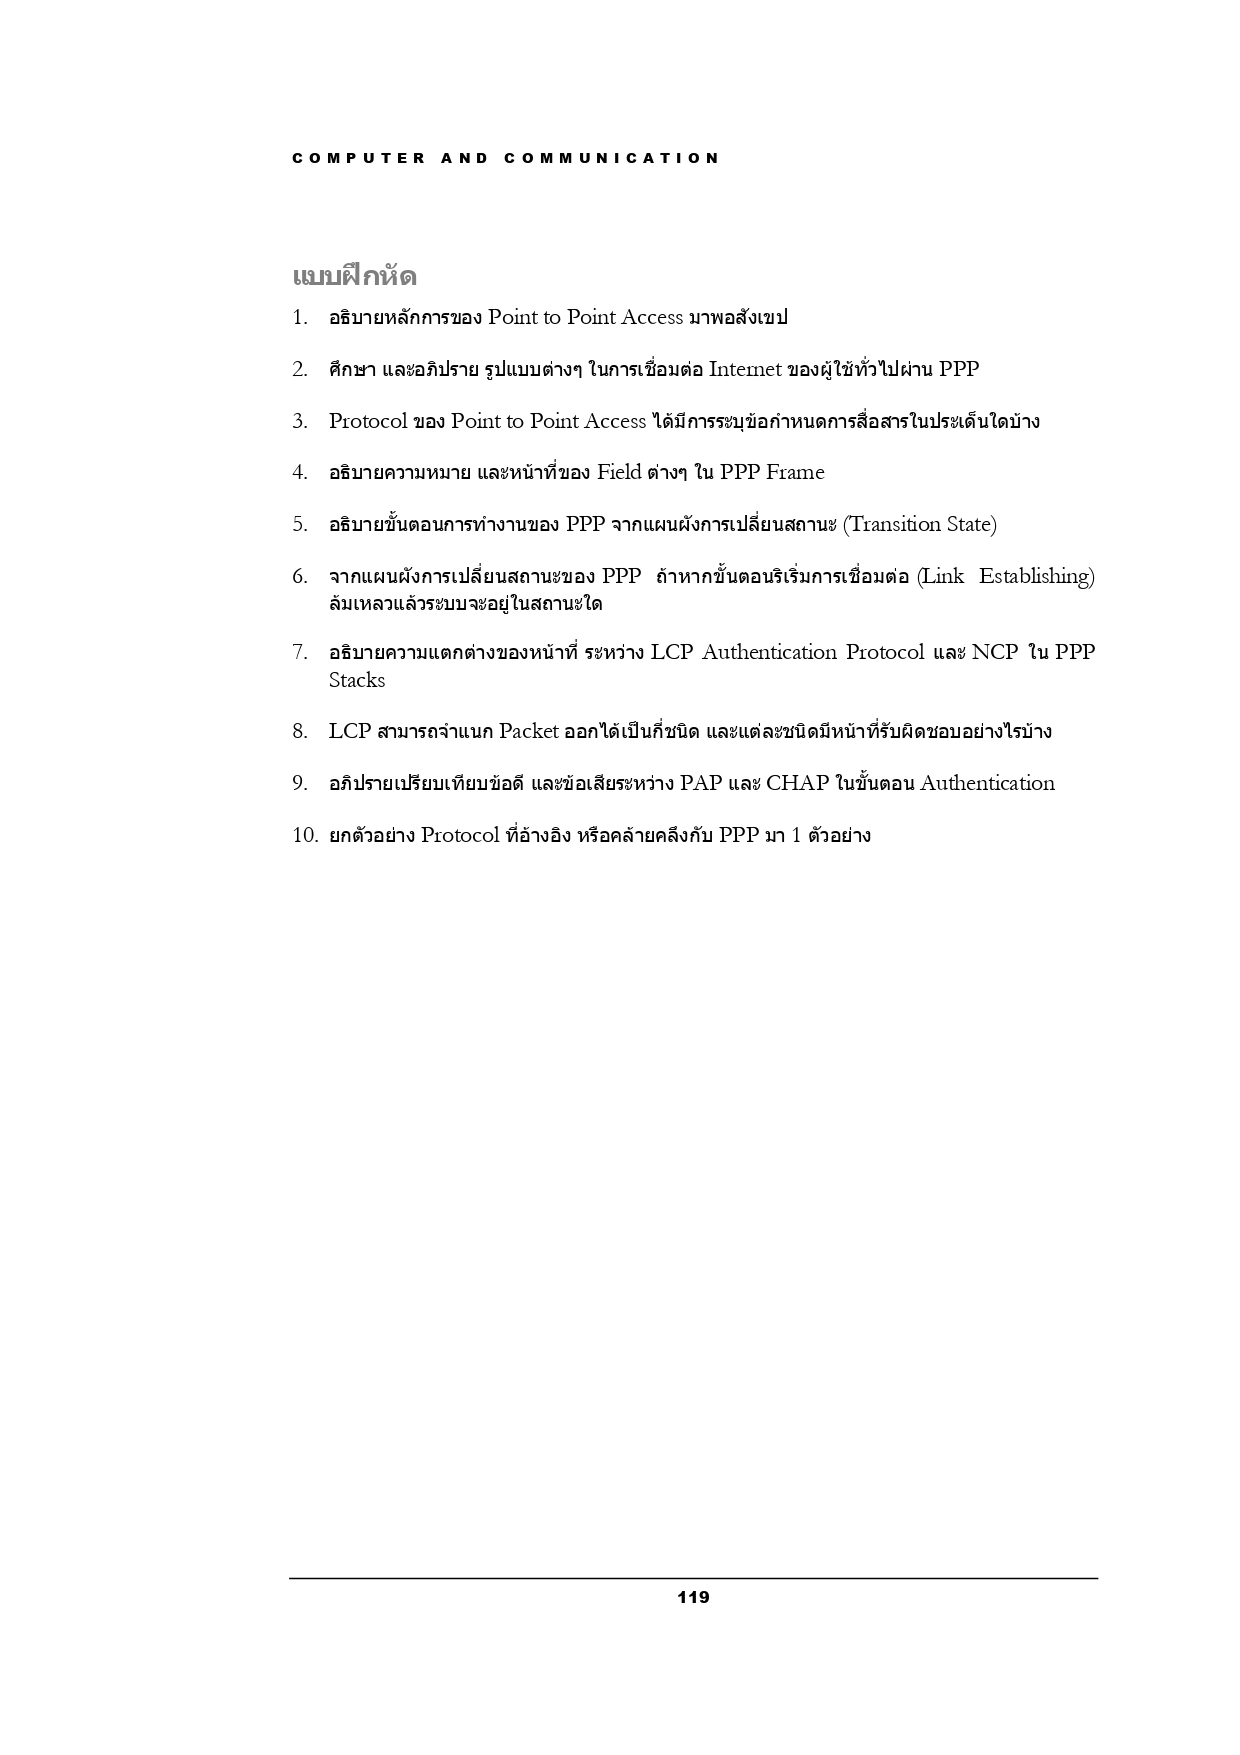 COMPUTER AND COMMUNICATION
แบบฝึกหัด
1. อธิบายหลักการของ Point to Point Access มาพอสังเขป
2. ศึกษา และอภิปราย รูปแบบต่างๆ ในการเชื่อมต่อ Internet ของผู้ใช้ทั่วไปผ่าน PPP
3. Protocol ของ Point to Point Access ได้มีการระบุข้อกำหนดการสื่อสารในประเด็นใดบ้าง
4. อธิบายความหมาย และหน้าที่ของ Field ต่างๆ ใน PPP Frame
5. อธิบายขั้นตอนการทำงานของ PPP จากแผนผังการเปลี่ยนสถานะ (Transition State)
6. จากแผนผังการเปลี่ยนสถานะของ PPP ถ้าหากขั้นตอนริเริ่มการเชื่อมต่อ (Link Establishing)
ล้มเหลวแล้วระบบจะอยู่ในสถานะใด
7. อธิบายความแตกต่างของหน้าที่ ระหว่าง LCP Authentication Protocol และ NCP ใน PPP
Stacks
8. LCP สามารถจำแนก Packet ออกได้เป็นกี่ชนิด และแต่ละชนิดมีหน้าที่รับผิดชอบอย่างไรบ้าง
9. อภิปรายเปรียบเทียบข้อดี และข้อเสียระหว่าง PAP และ CHAP ในขั้นตอน Authentication
10. ยกตัวอย่าง Protocol ที่อ้างอิง หรือคล้ายคลึงกับ PPP มา 1 ตัวอย่าง
119